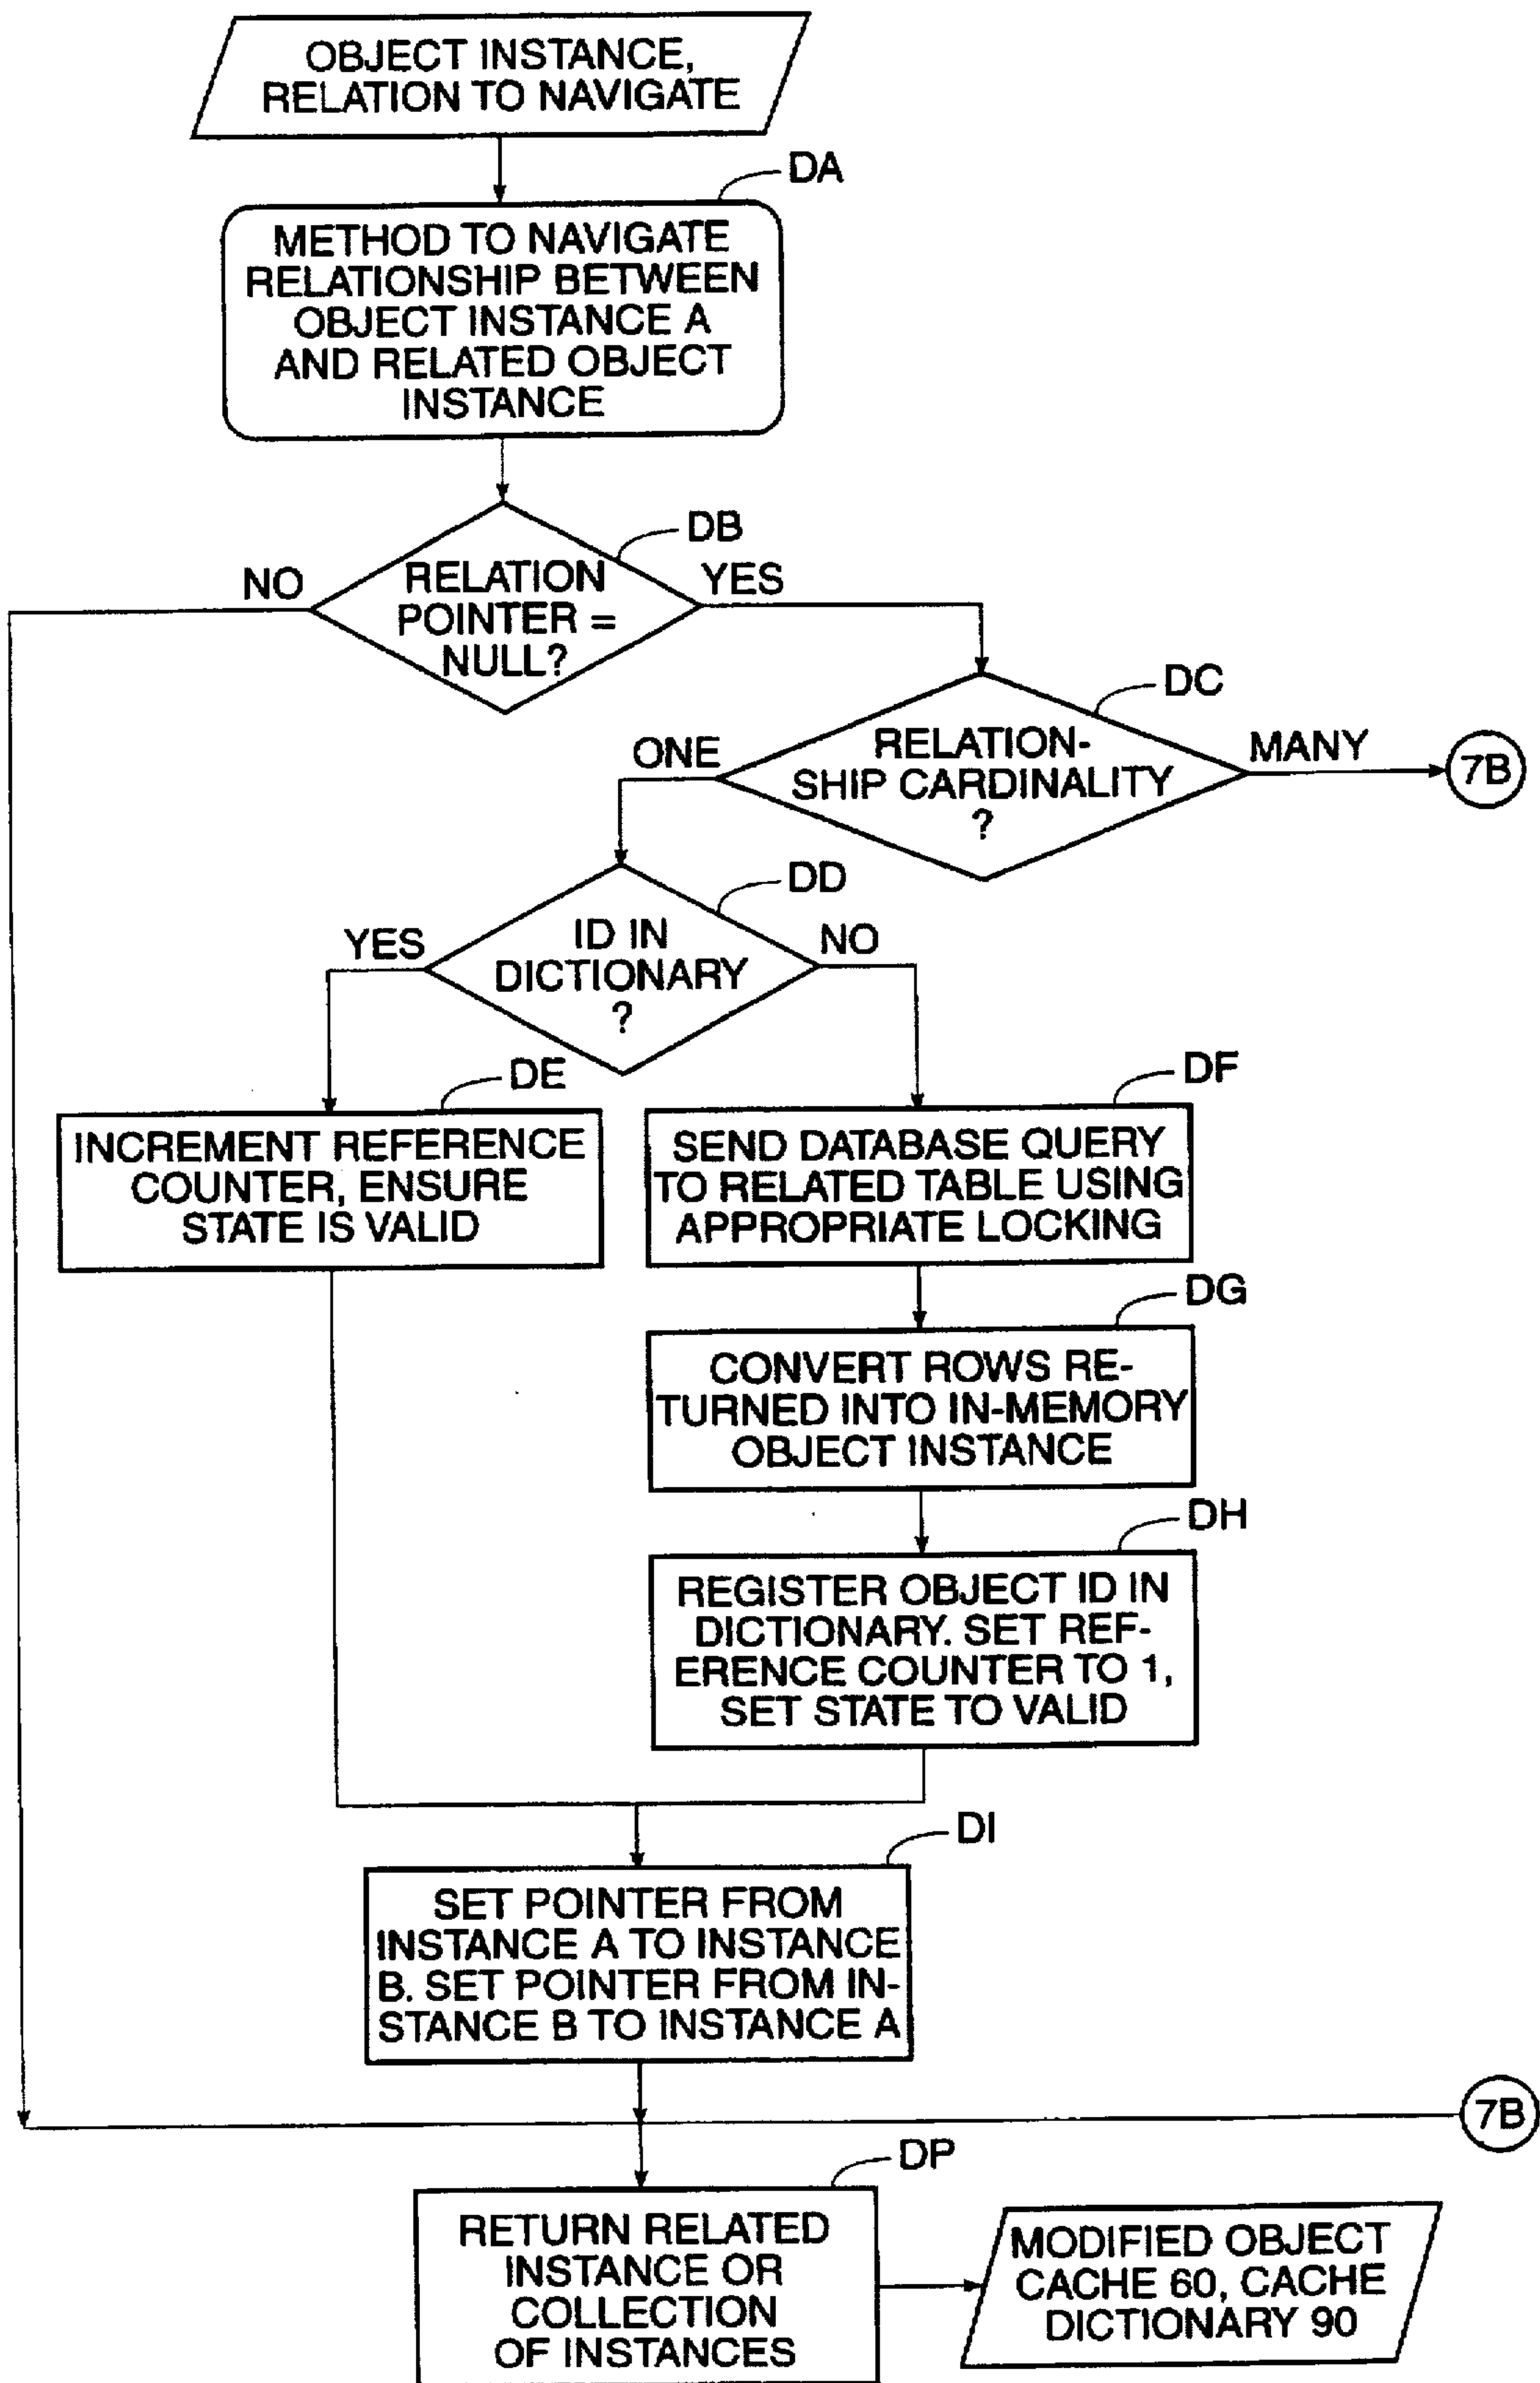 OBJECT INSTANCE,
RELATION TO NAVIGATE
DA
METHOD TO NAVIGATE
RELATIONSHIP BETWEEN
OBJECT INSTANCE A
AND RELATED OBJECT
INSTANCE
DB
NO
RELATION
POINTER =
NULL?
YES
DC
ONE
RELATION-
SHIP CARDINALITY
?
MANY
7B
DD
YES
ID IN
DICTIONARY
?
NO
DE
INCREMENT REFERENCE
COUNTER, ENSURE
STATE IS VALID
DF
SEND DATABASE QUERY
TO RELATED TABLE USING
APPROPRIATE LOCKING
DG
CONVERT ROWS RE-
TURNED INTO IN-MEMORY
OBJECT INSTANCE
DH
REGISTER OBJECT ID IN
DICTIONARY. SET REF-
ERENCE COUNTER TO 1,
SET STATE TO VALID
DI
SET POINTER FROM
INSTANCE A TO INSTANCE
B. SET POINTER FROM IN-
STANCE B TO INSTANCE A
7B
DP
RETURN RELATED
INSTANCE OR
COLLECTION
OF INSTANCES
MODIFIED OBJECT
CACHE 60, CACHE
DICTIONARY 90